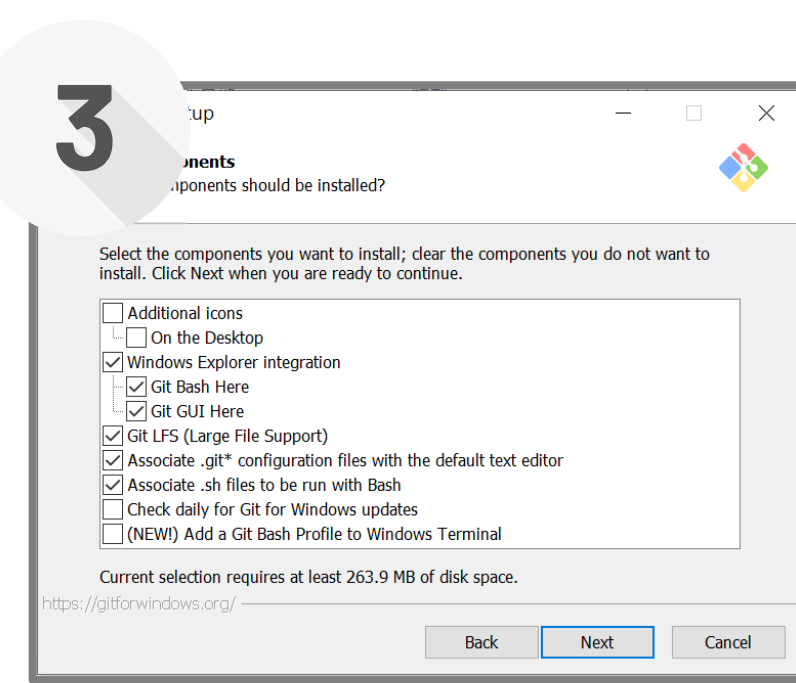 3
tup
onents
mponents should be installed?
Select the components you want to install; clear the components you do not want to
install. Click Next when you are ready to continue.
Additional icons
On the Desktop
Windows Explorer integration
Git Bash Here
Git GUI Here
Git LFS (Large File Support)
Associate .git* configuration files with the default text editor
Associate .sh files to be run with Bash
Check daily for Git for Windows updates
(NEW!) Add a Git Bash Profile to Windows Terminal
Current selection requires at least 263.9 MB of disk space.
https://gitforwindows.org/
Back Next Cancel